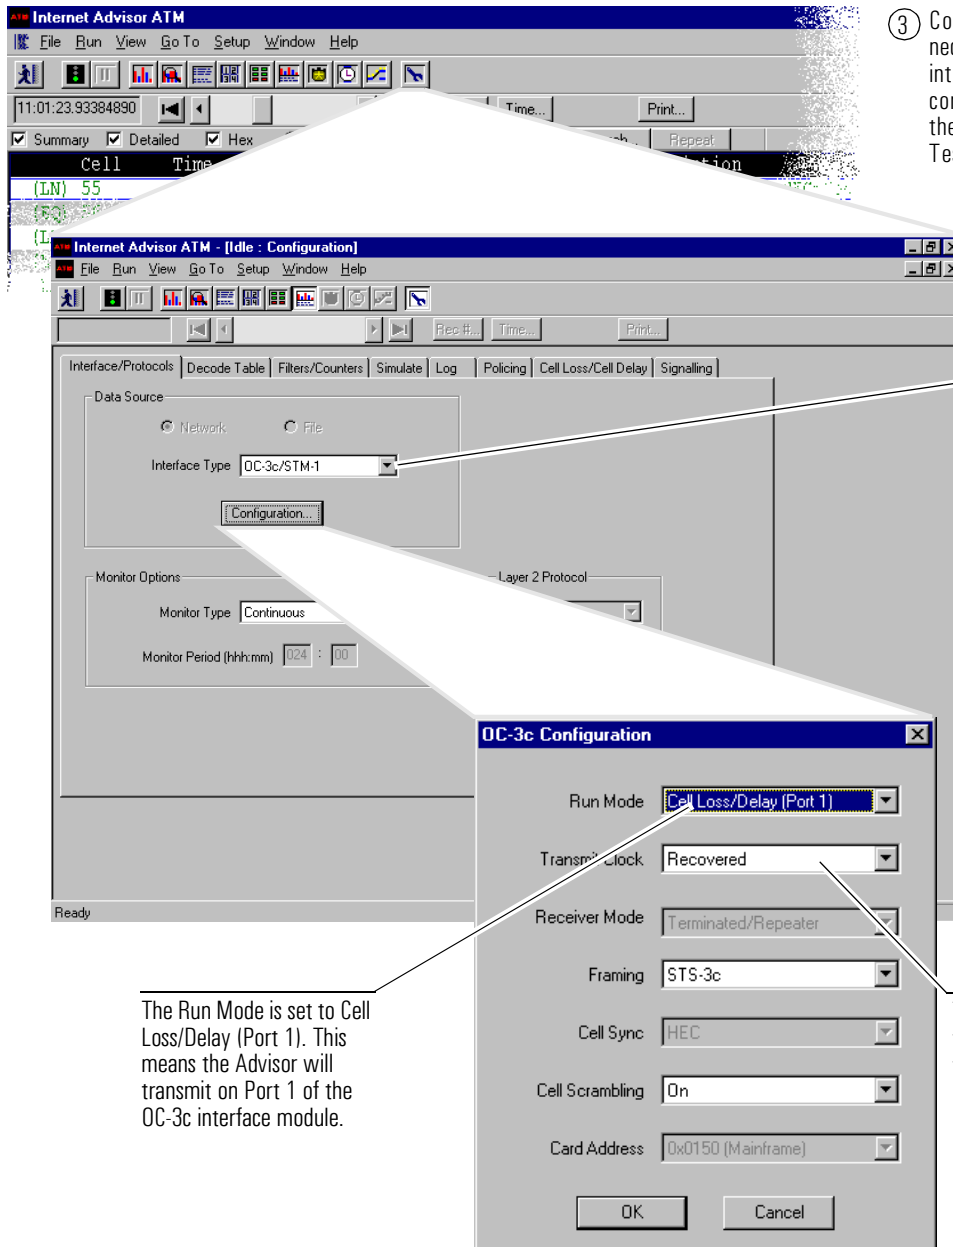 Internet Advisor ATM
File Run View Go To Setup Window Help
11:01:23.93384890 Time... Print...
Summary Detailed Hex Repeat
Cell Time
(LN) 55
3
Internet Advisor ATM - [Idle : Configuration]
File Run View Go To Setup Window Help
Rec #... Time... Print...
Interface/Protocols Decode Table Filters/Counters Simulate Log Policing Cell Loss/Cell Delay Signalling
Data Source
Network File
Interface Type OC-3c/STM-1
Configuration...
Monitor Options Layer 2 Protocol
Monitor Type Continuous
Monitor Period (hhh:mm) 024 : 00
Ready
OC-3c Configuration
Run Mode Cell Loss/Delay (Port 1)
Transmit Clock Recovered
Receiver Mode Terminated/Repeater
Framing STS-3c
Cell Sync HEC
Cell Scrambling On
Card Address 0x0150 (Mainframe)
OK Cancel
The Run Mode is set to Cell
Loss/Delay (Port 1). This
means the Advisor will
transmit on Port 1 of the
OC-3c interface module.